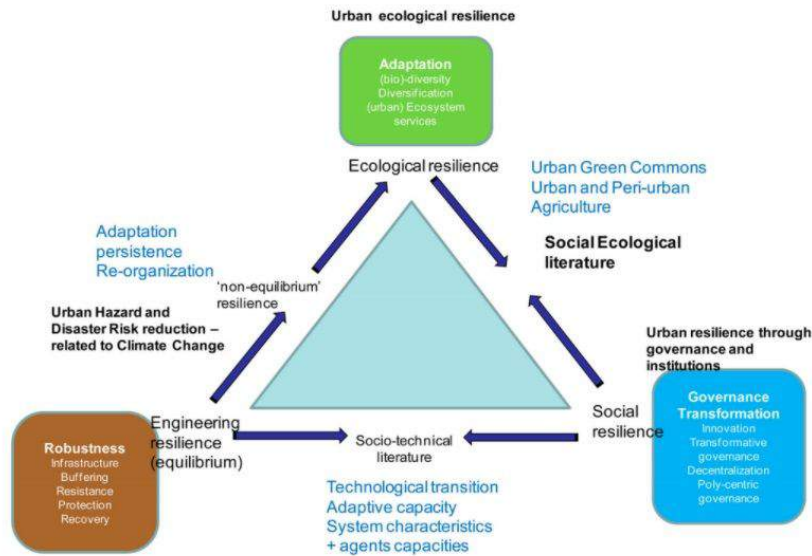 Urban ecological resilience
Adaptation
(bio)-diversity
Diversification
(urban) Ecosystem
services
Ecological resilience
Urban Green Commons
Urban and Peri-urban
Agriculture
Social Ecological
literature
Adaptation
persistence
Re-organization
'non-equilibrium'
resilience
Urban Hazard and
Disaster Risk reduction –
related to Climate Change
Urban resilience through
governance and
institutions
Robustness
Infrastructure
Buffering
Resistance
Protection
Recovery
Engineering
resilience
(equilibrium)
Socio-technical
literature
Technological transition
Adaptive capacity
System characteristics
+ agents capacities
Social
resilience
Governance
Transformation
Innovation
Transformative
governance
Decentralization
Poly-centric
governance